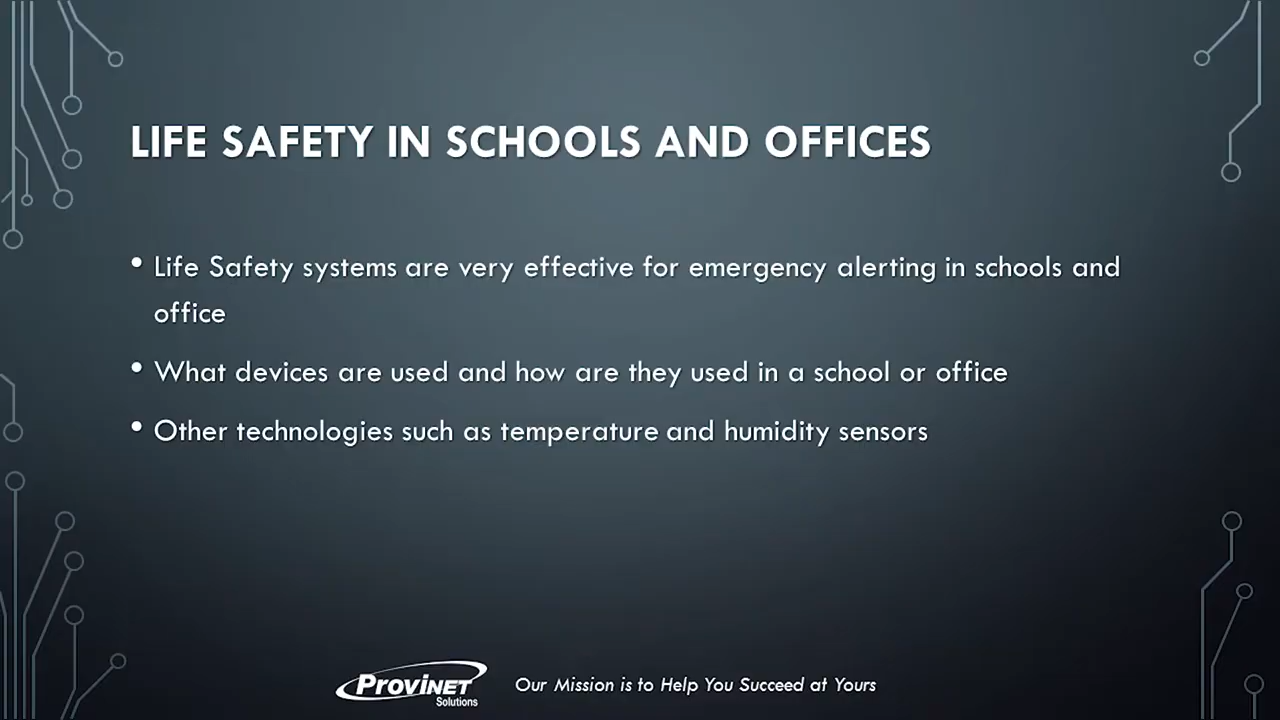 LIFE SAFETY IN SCHOOLS AND OFFICES
• Life Safety systems are very effective for emergency alerting in schools and
office
• What devices are used and how are they used in a school or office
• Other technologies such as temperature and humidity sensors
ProviNET
Solutions
Our Mission is to Help You Succeed at Yours